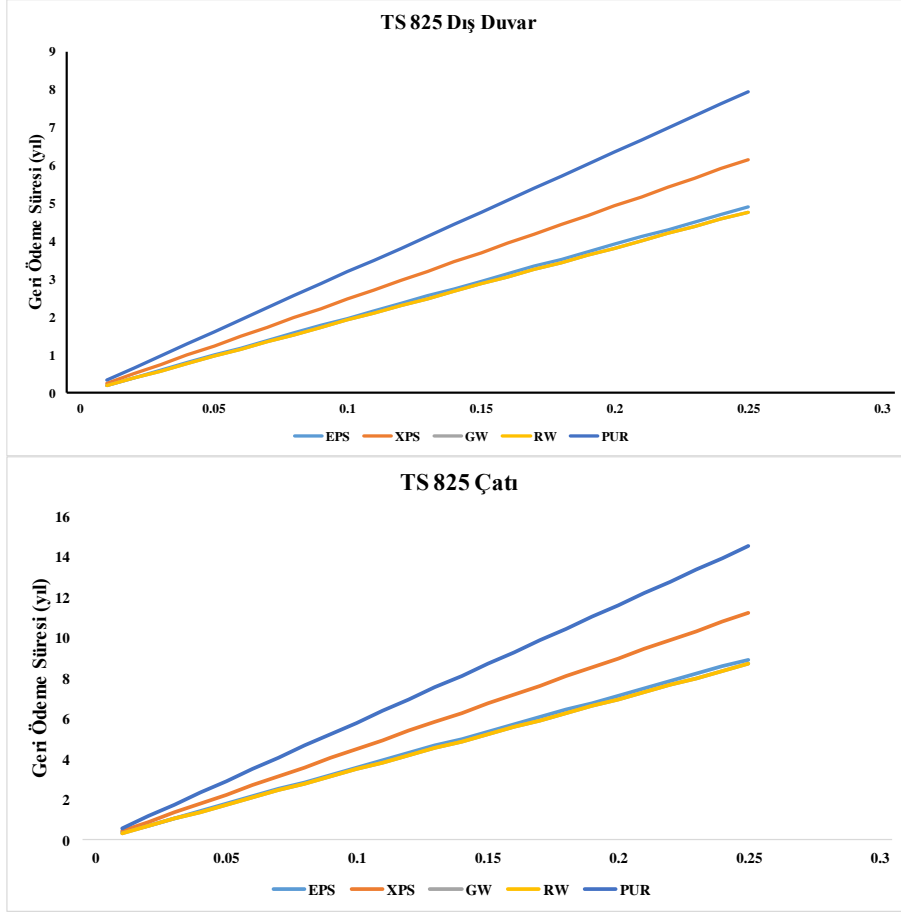 TS 825 Dış Duvar
Geri Ödeme Süresi (yıl)
9
8
7
6
5
4
3
2
1
0
0 0.05 0.1 0.15 0.2 0.25 0.3
EPS XPS GW RW PUR
TS 825 Çatı
Geri Ödeme Süresi (yıl)
16
14
12
10
8
6
4
2
0
0 0.05 0.1 0.15 0.2 0.25 0.3
EPS XPS GW RW PUR